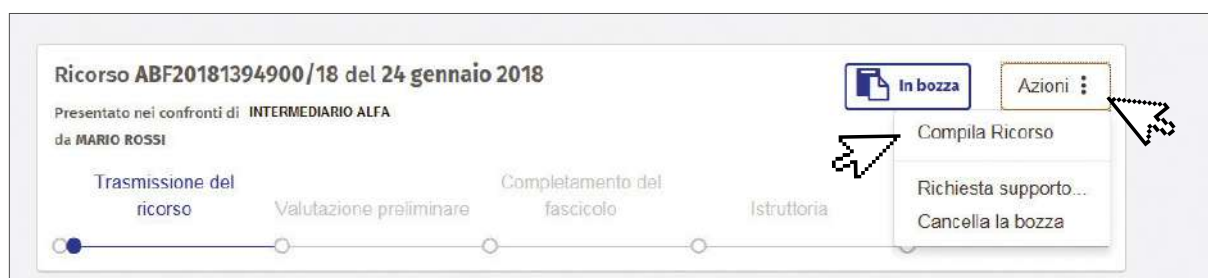 Ricorso ABF20181394900/18 del 24 gennaio 2018
Presentato nei confronti di INTERMEDIARIO ALFA
da MARIO ROSSI
In bozza
Azioni
Compila Ricorso
Richiesta supporto...
Cancella la bozza
Trasmissione del
ricorso
Valutazione preliminare
Completamento del
fascicolo
Istruttoria